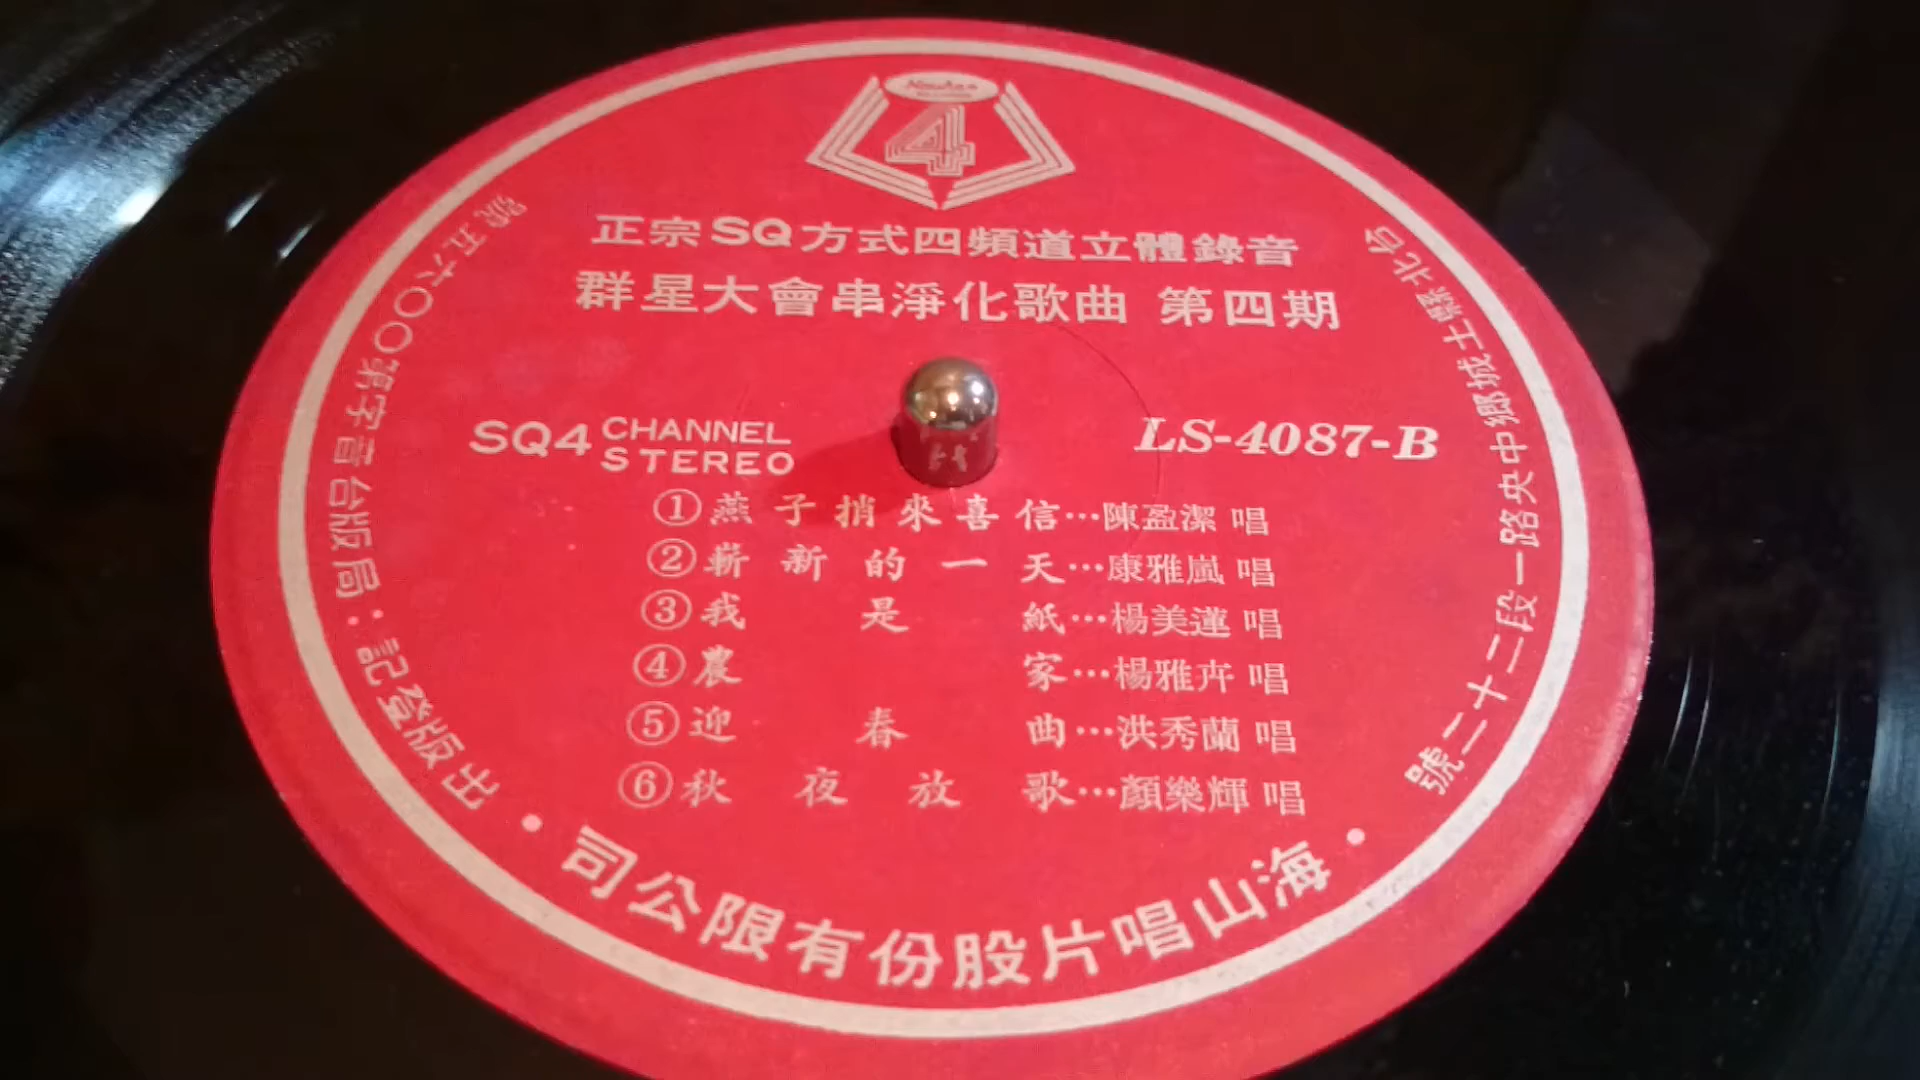 4
正宗SQ方式四頻道立體錄音
群星大會串淨化歌曲 第四期
SQ4 CHANNEL STEREO
LS-4087-B
①燕子捎來喜信…陳盈潔 唱
②嶄新的一天…康雅嵐 唱
③我是紙…楊美蓮 唱
④農家…楊雅卉 唱
⑤迎春曲…洪秀蘭 唱
⑥秋夜放歌…顏樂輝 唱
出版登記：局版台音字第〇〇六五號
海山唱片股份有限公司
台北縣土城鄉中央路一段二十二號